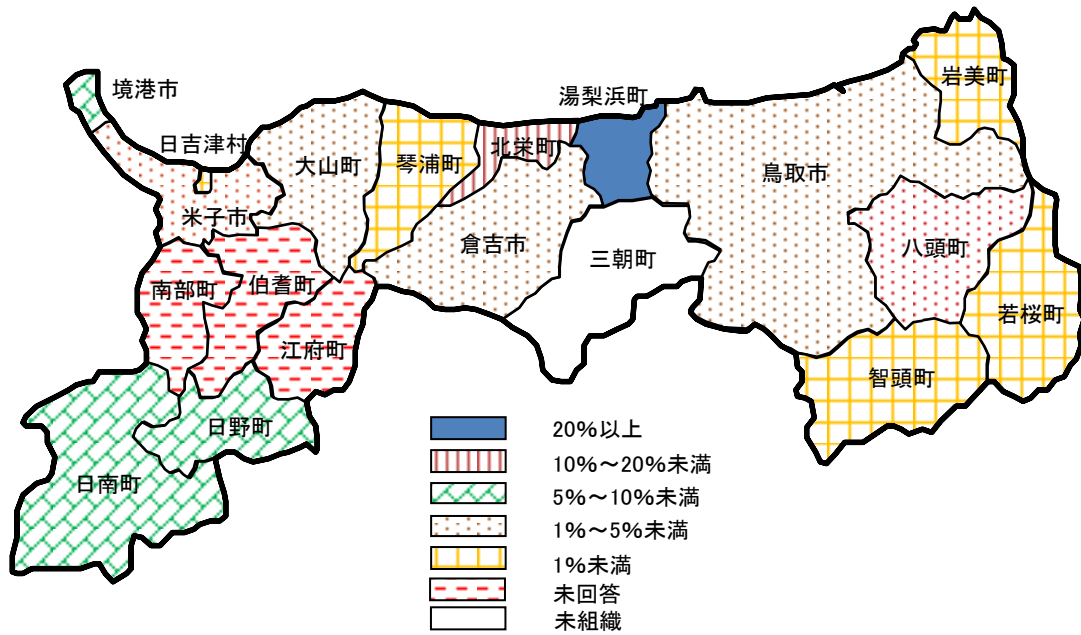 岩美町
境港市
湯梨浜町
日吉津村
北栄町
大山町
琴浦町
鳥取市
米子市
倉吉市
八頭町
三朝町
伯耆町
南部町
若桜町
江府町
智頭町
日野町
日南町
20%以上
10%～20%未満
5%～10%未満
1%～5%未満
1%未満
未回答
未組織